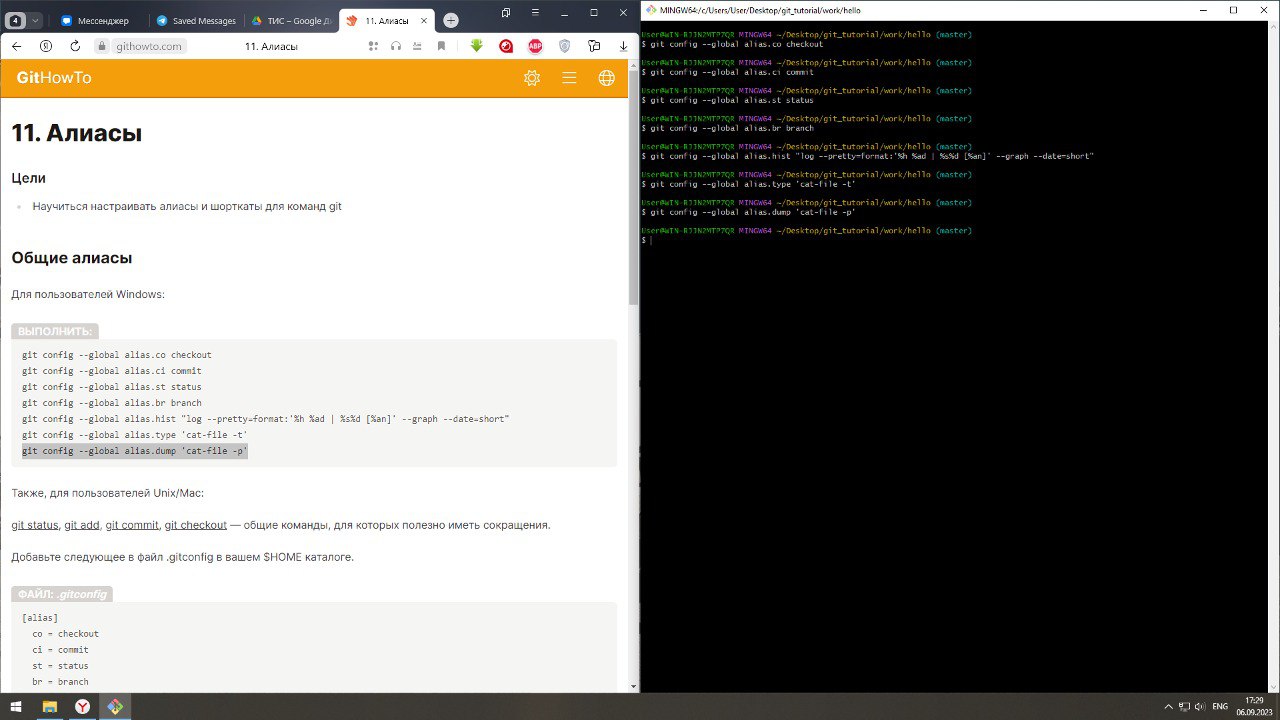 4 Мессенджер Saved Messages ТИС – Google Д 11. Алиасы
githowto.com 11. Алиасы ABP
GitHowTo
11. Алиасы
Цели
Научиться настраивать алиасы и шорткаты для команд git
Общие алиасы
Для пользователей Windows:
ВЫПОЛНИТЬ:
git config --global alias.co checkout
git config --global alias.ci commit
git config --global alias.st status
git config --global alias.br branch
git config --global alias.hist "log --pretty=format:'%h %ad | %s%d [%an]' --graph --date=short"
git config --global alias.type 'cat-file -t'
git config --global alias.dump 'cat-file -p'
Также, для пользователей Unix/Mac:
git status, git add, git commit, git checkout — общие команды, для которых полезно иметь сокращения.
Добавьте следующее в файл .gitconfig в вашем $HOME каталоге.
ФАЙЛ: .gitconfig
[alias]
co = checkout
ci = commit
st = status
br = branch
MINGW64:/c/Users/User/Desktop/git_tutorial/work/hello
User@WIN-RJIN2MTP7QR MINGW64 ~/Desktop/git_tutorial/work/hello (master)
$ git config --global alias.co checkout
User@WIN-RJIN2MTP7QR MINGW64 ~/Desktop/git_tutorial/work/hello (master)
$ git config --global alias.ci commit
User@WIN-RJIN2MTP7QR MINGW64 ~/Desktop/git_tutorial/work/hello (master)
$ git config --global alias.st status
User@WIN-RJIN2MTP7QR MINGW64 ~/Desktop/git_tutorial/work/hello (master)
$ git config --global alias.br branch
User@WIN-RJIN2MTP7QR MINGW64 ~/Desktop/git_tutorial/work/hello (master)
$ git config --global alias.hist "log --pretty=format:'%h %ad | %s%d [%an]' --graph --date=short"
User@WIN-RJIN2MTP7QR MINGW64 ~/Desktop/git_tutorial/work/hello (master)
$ git config --global alias.type 'cat-file -t'
User@WIN-RJIN2MTP7QR MINGW64 ~/Desktop/git_tutorial/work/hello (master)
$ git config --global alias.dump 'cat-file -p'
User@WIN-RJIN2MTP7QR MINGW64 ~/Desktop/git_tutorial/work/hello (master)
$
ENG
17:29
06.09.2023